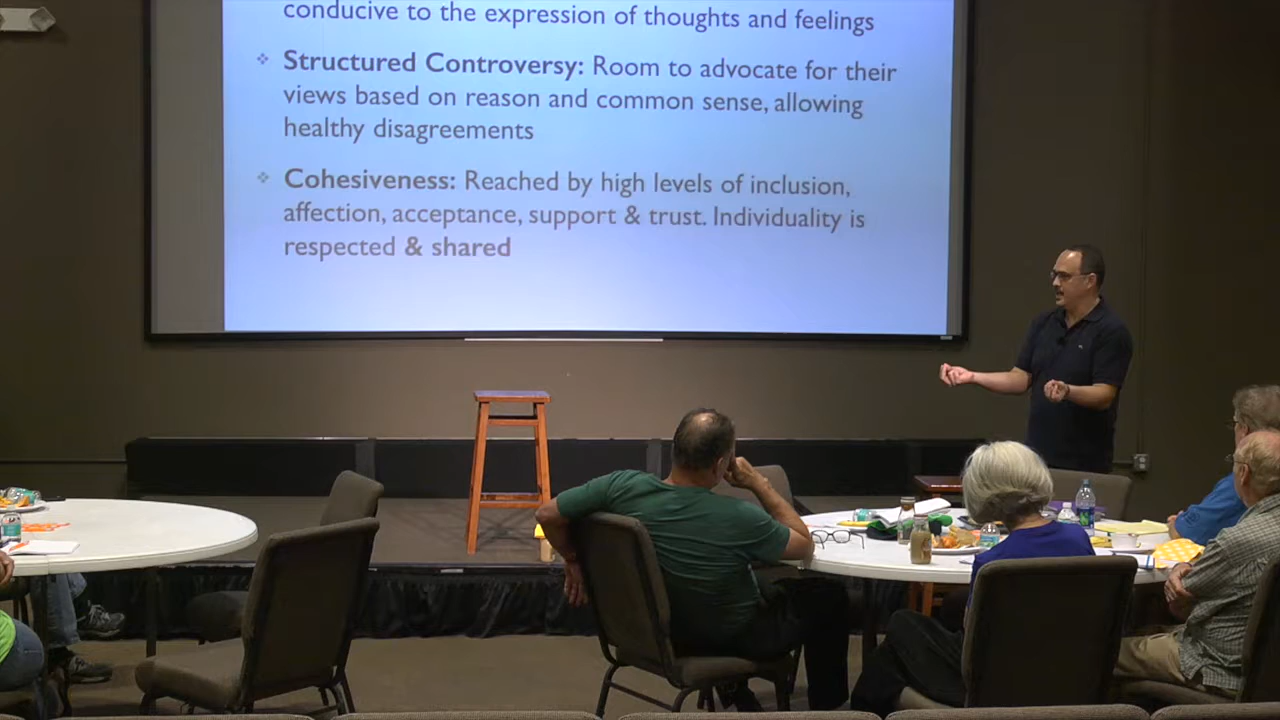 conducive to the expression of thoughts and feelings
Structured Controversy: Room to advocate for their
views based on reason and common sense, allowing
healthy disagreements
Cohesiveness: Reached by high levels of inclusion,
affection, acceptance, support & trust. Individuality is
respected & shared